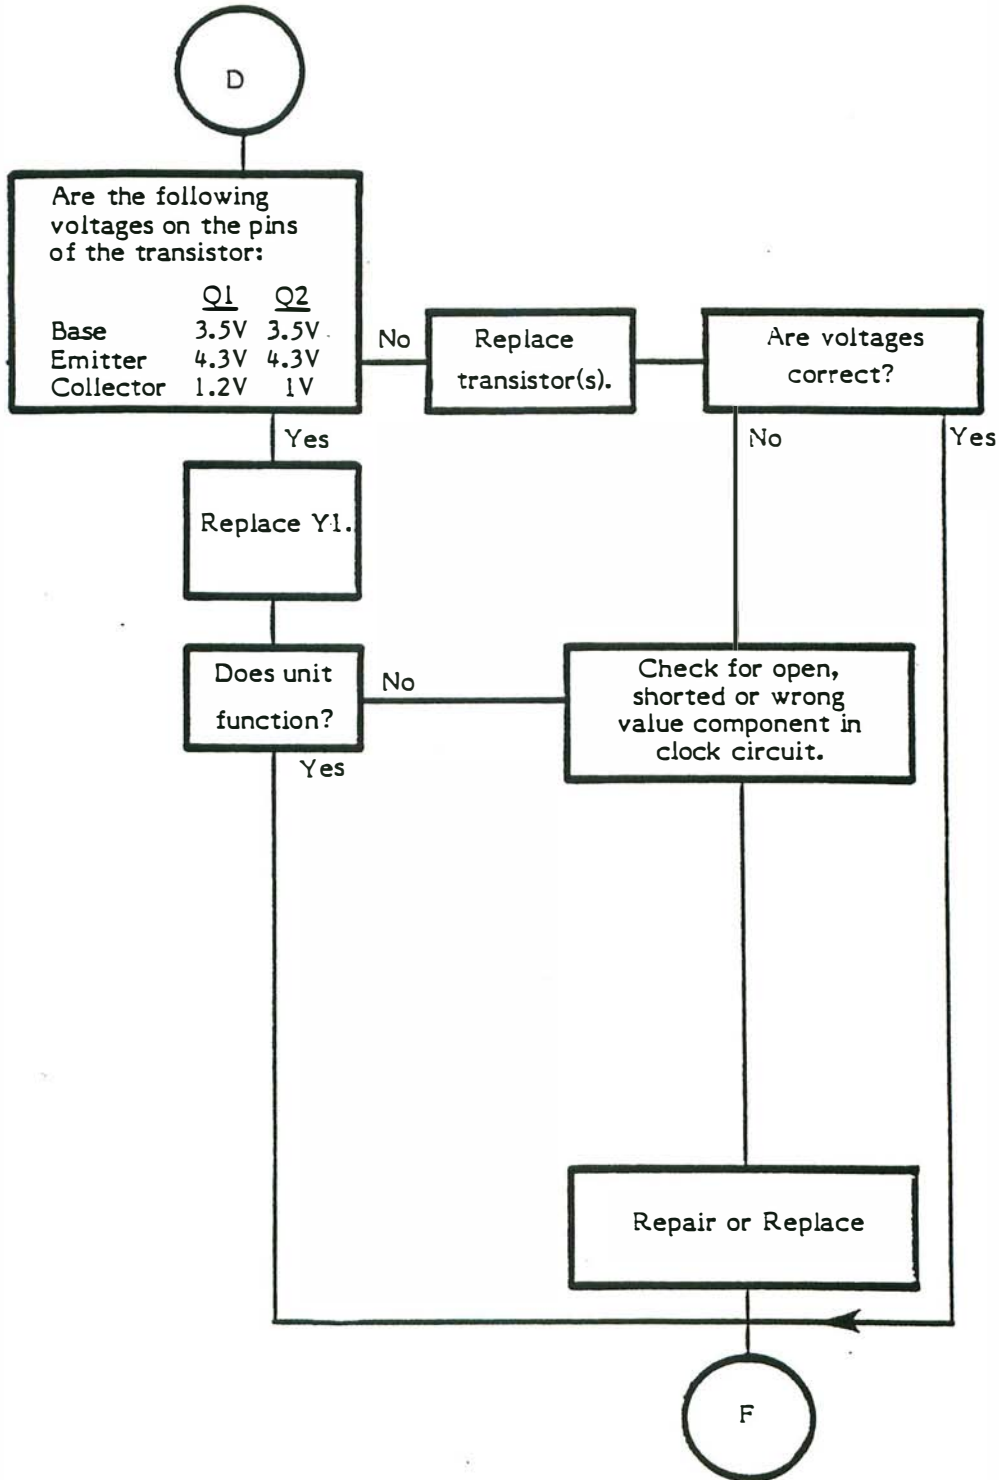 D
Are the following
voltages on the pins
of the transistor:
Q1 Q2
Base 3.5V 3.5V
Emitter 4.3V 4.3V
Collector 1.2V 1V
No
Replace
transistor(s).
Are voltages
correct?
Yes
No
Yes
Replace Y1.
Does unit
function?
No
Check for open,
shorted or wrong
value component in
clock circuit.
Yes
Repair or Replace
F